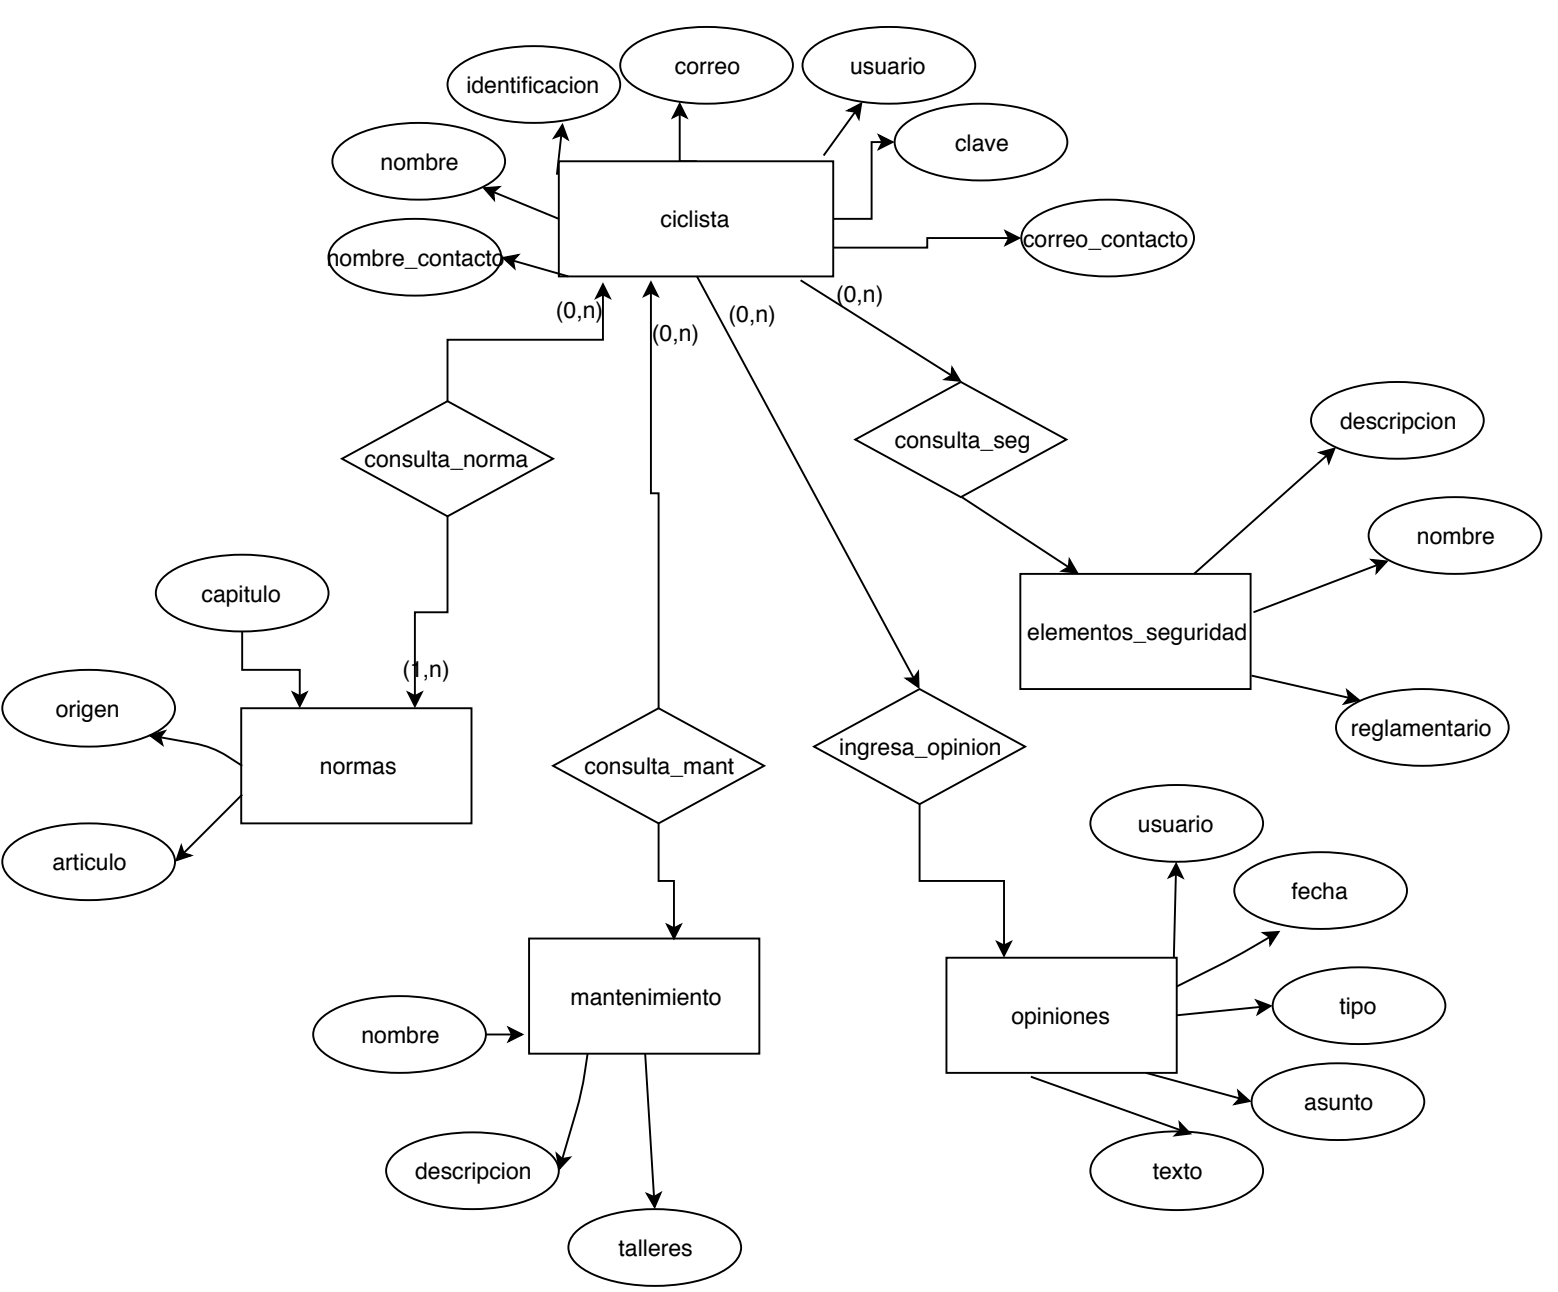 correo
usuario
identificacion
clave
nombre
ciclista
correo_contacto
nombre_contacto
(0,n)
(0,n)
(0,n)
(0,n)
descripcion
consulta_seg
consulta_norma
nombre
capitulo
elementos_seguridad
(1,n)
origen
reglamentario
ingresa_opinion
normas
consulta_mant
usuario
articulo
fecha
mantenimiento
tipo
opiniones
nombre
asunto
descripcion
texto
talleres